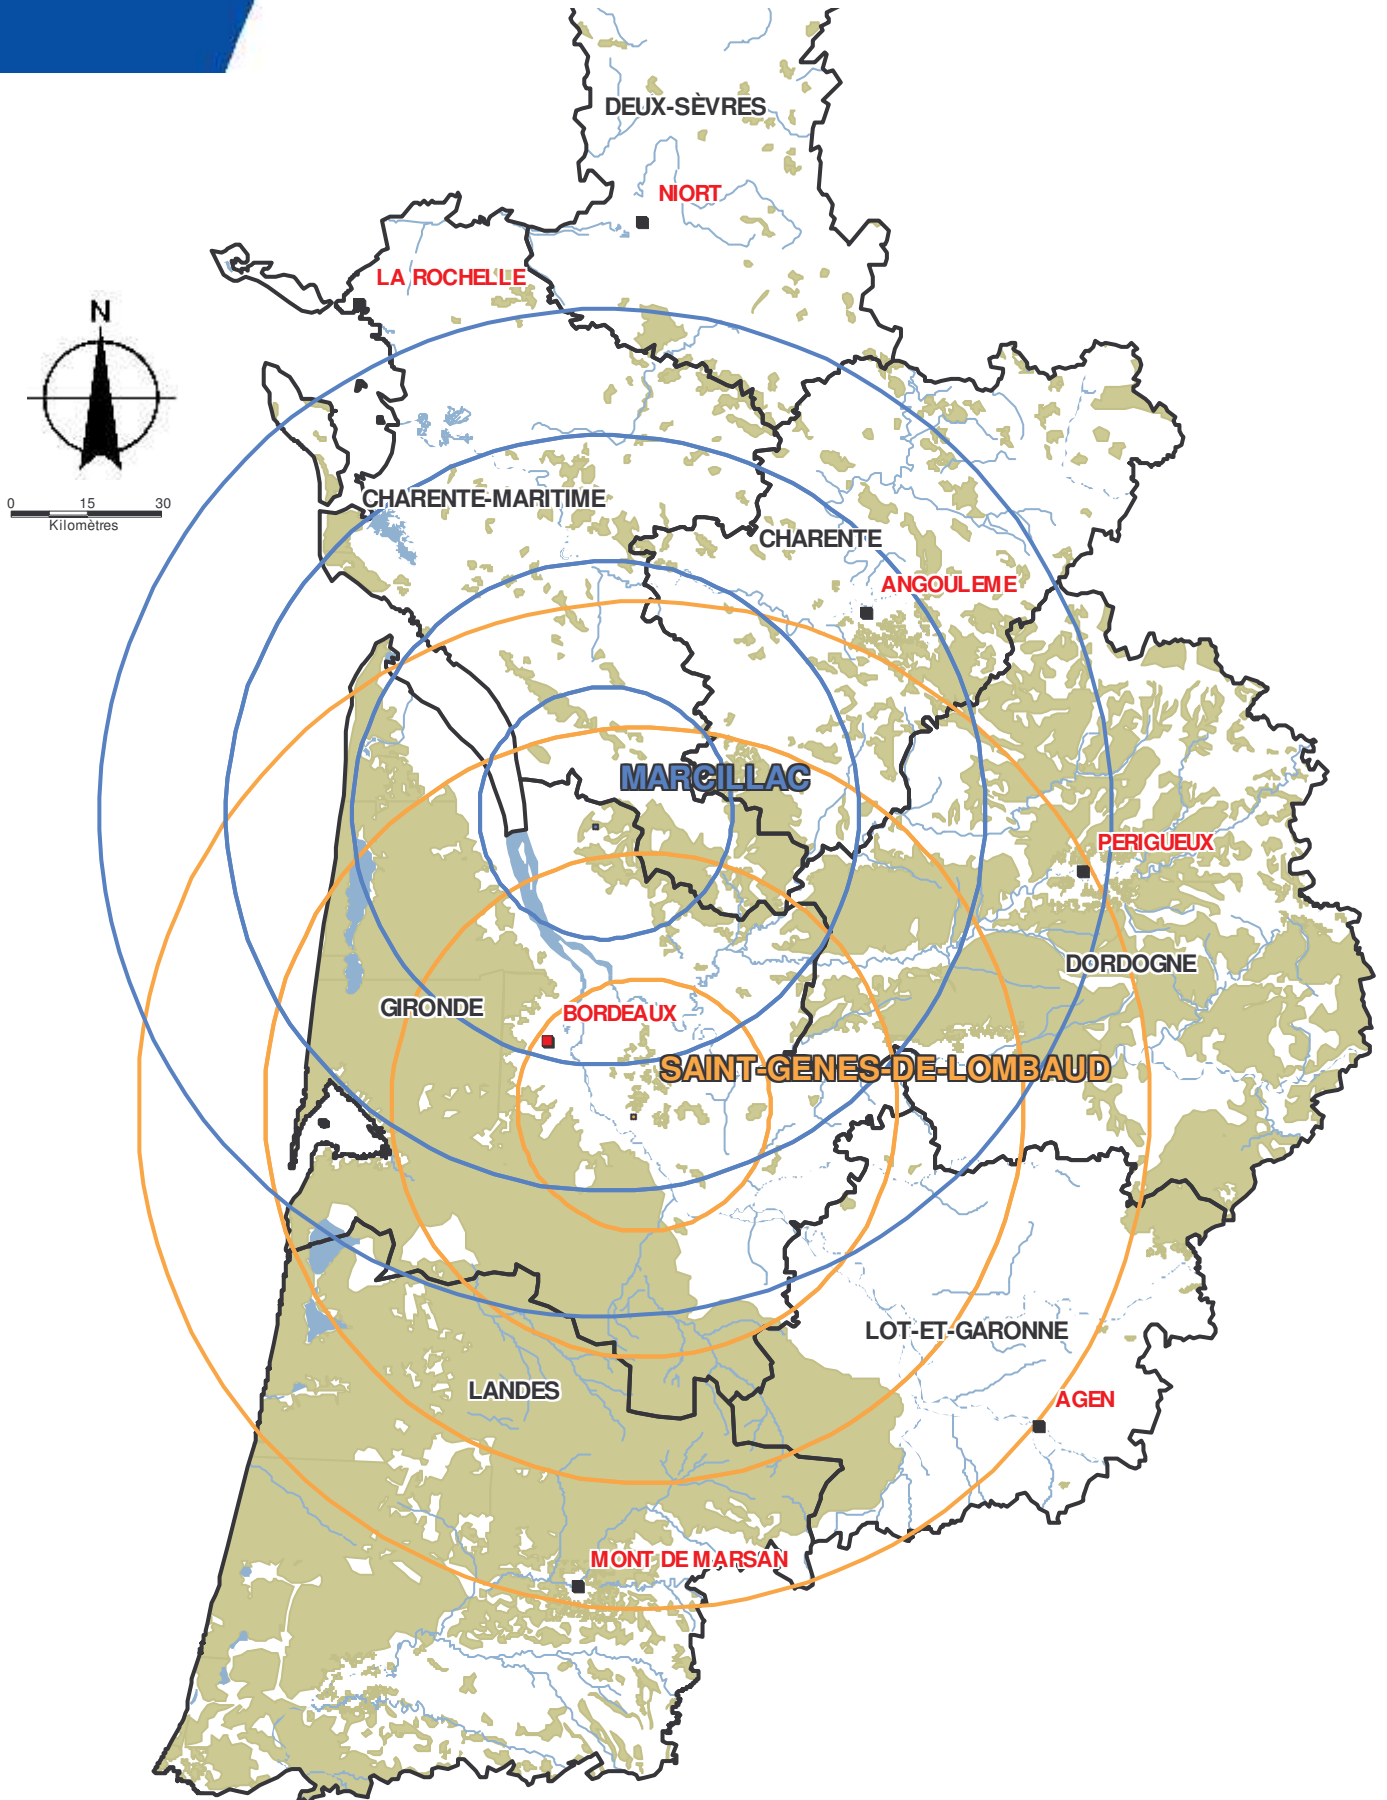 DEUX-SÈVRES
NIORT
LA ROCHELLE
N
0 15 30
Kilomètres
CHARENTE-MARITIME
CHARENTE
ANGOULEME
MARCILLAC
PERIGUEUX
DORDOGNE
GIRONDE
BORDEAUX
SAINT-GENES-DE-LOMBAUD
LOT-ET-GARONNE
LANDES
AGEN
MONT DE MARSAN